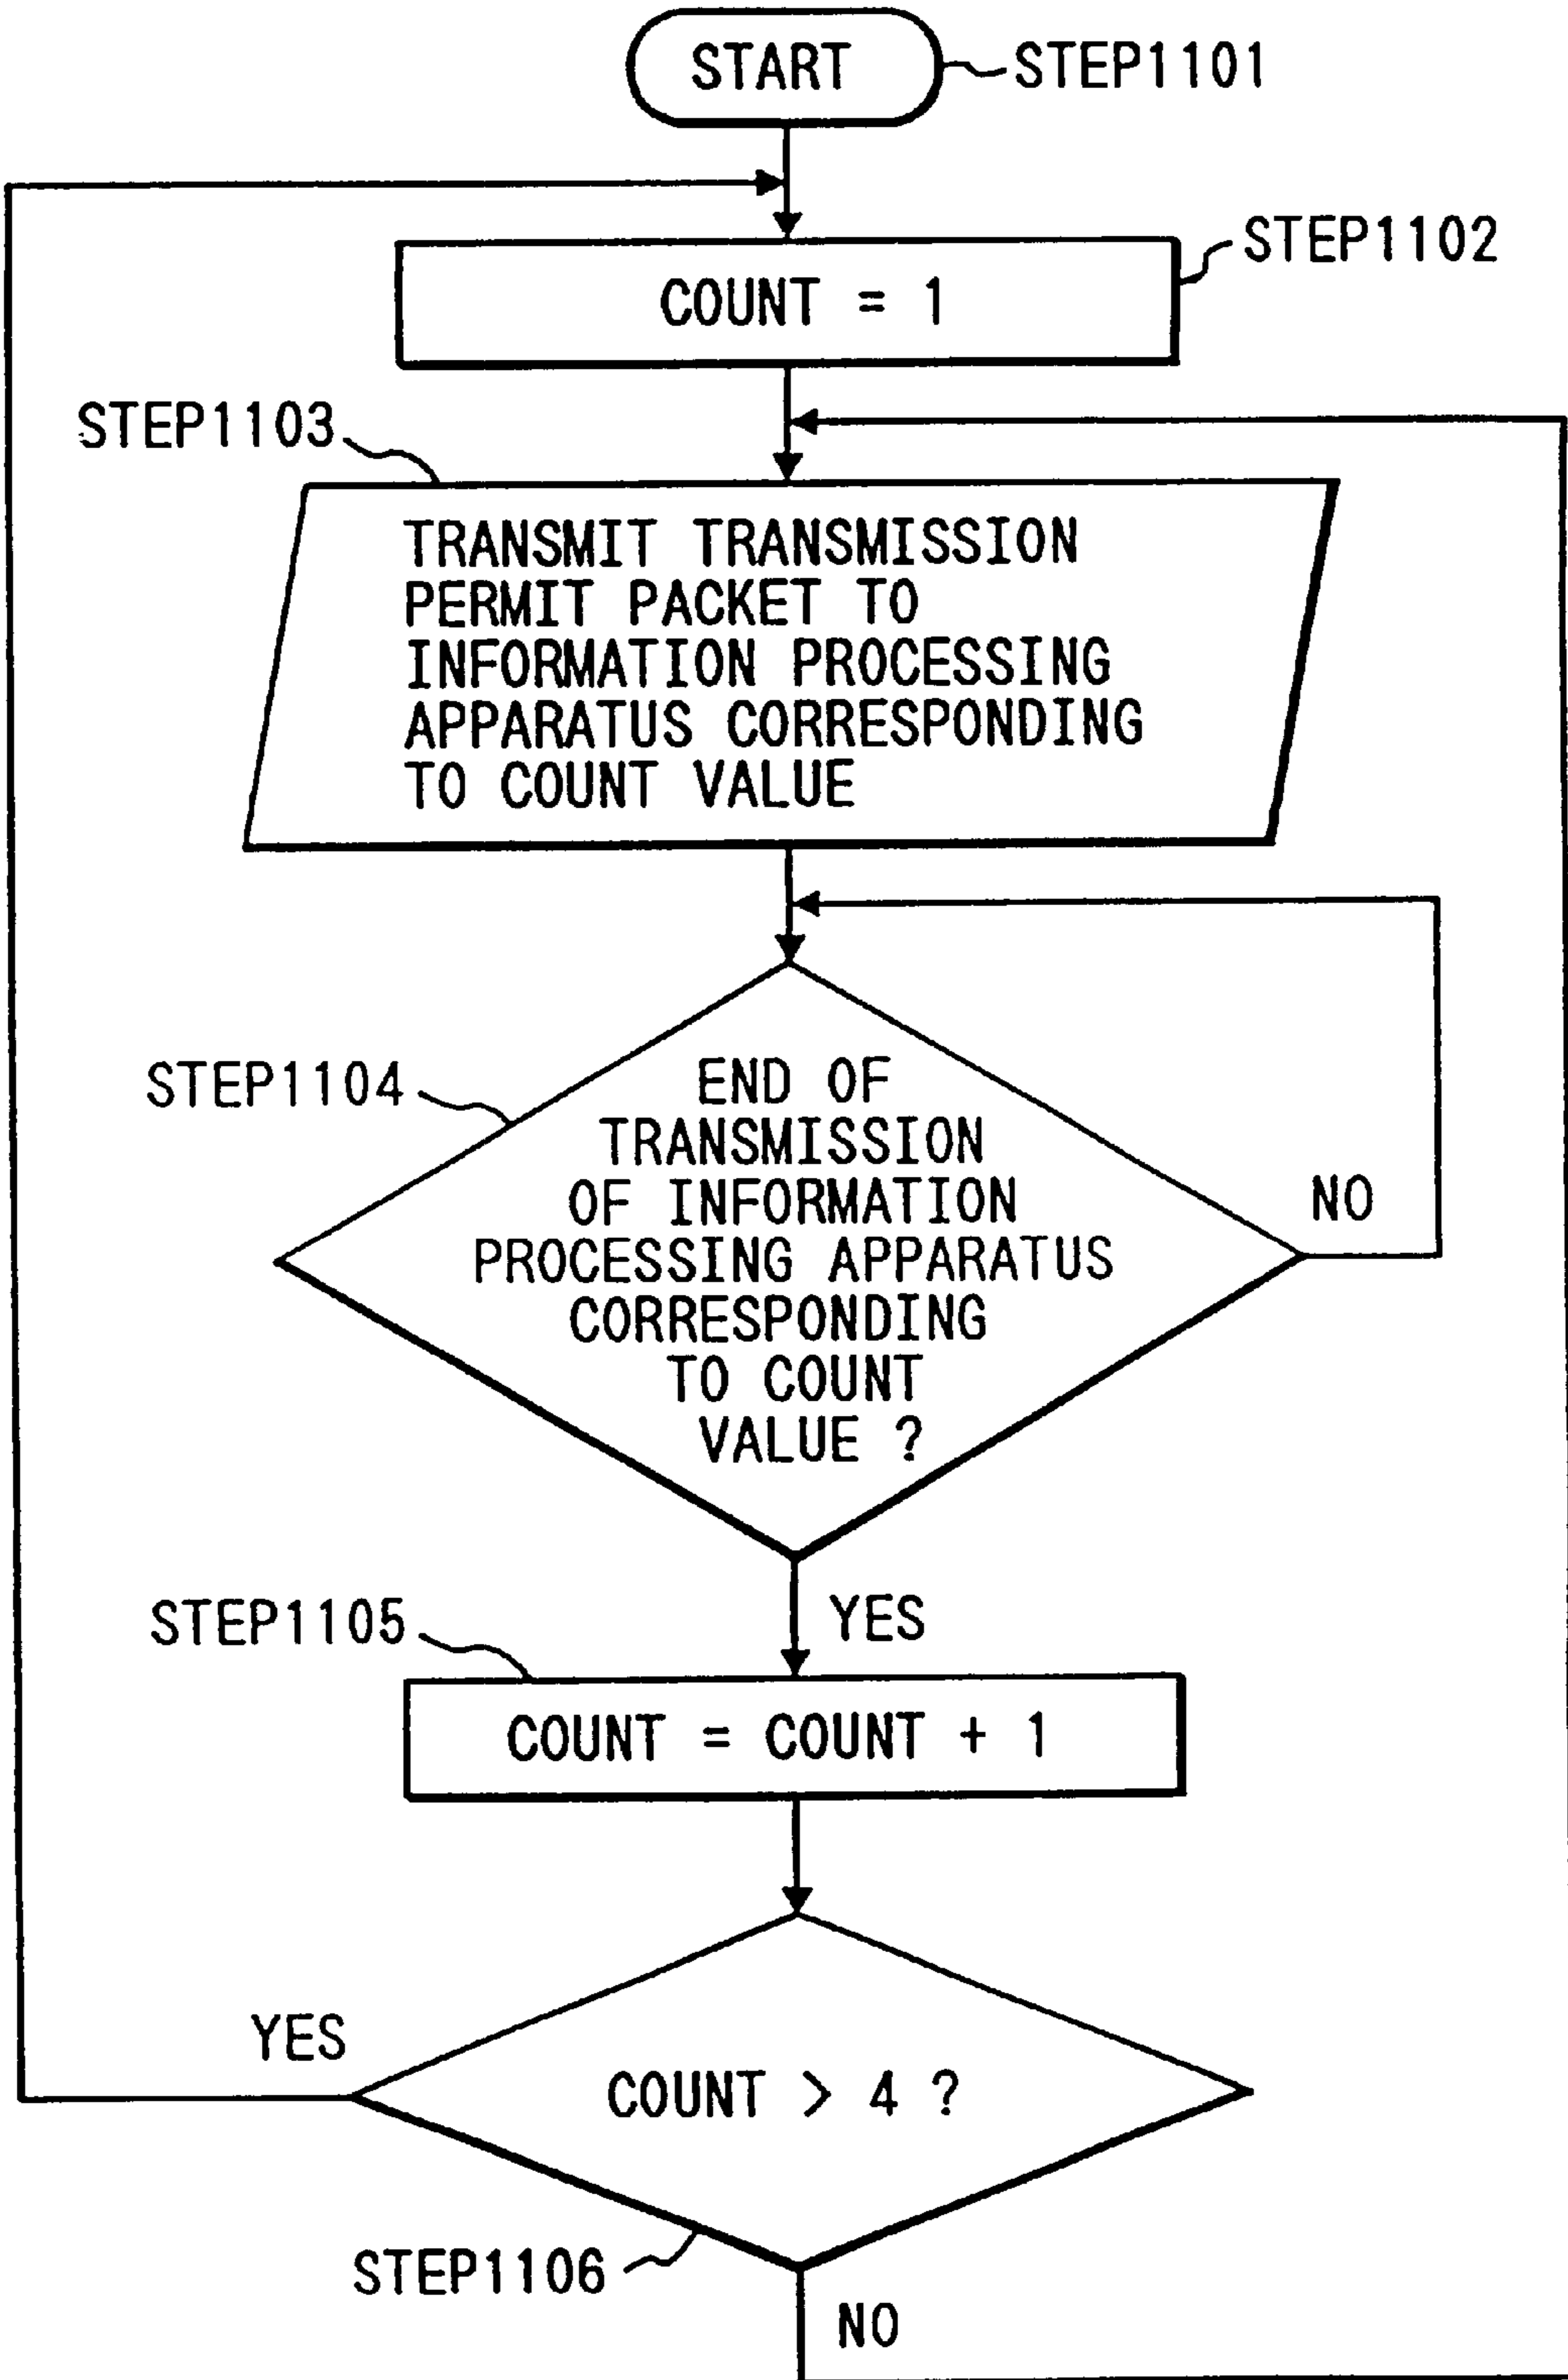 START
STEP1101
STEP1102
COUNT = 1
STEP1103
TRANSMIT TRANSMISSION
PERMIT PACKET TO
INFORMATION PROCESSING
APPARATUS CORRESPONDING
TO COUNT VALUE
STEP1104
END OF
TRANSMISSION
OF INFORMATION
PROCESSING APPARATUS
CORRESPONDING
TO COUNT
VALUE ?
NO
YES
STEP1105
COUNT = COUNT + 1
YES
COUNT > 4 ?
STEP1106
NO